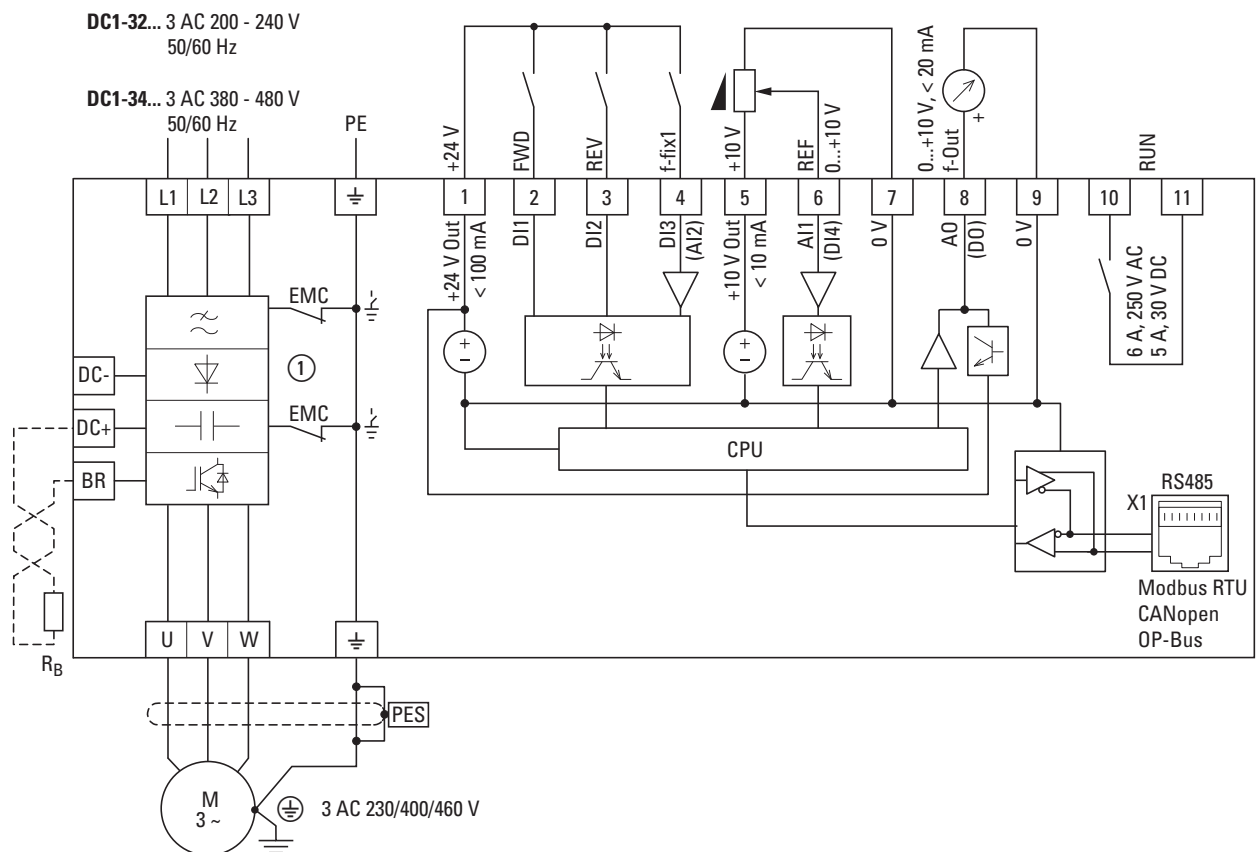 DC1-32... 3 AC 200 - 240 V
50/60 Hz
DC1-34... 3 AC 380 - 480 V
50/60 Hz
PE
+24 V
FWD
REV
f-fix1
+10 V
REF
0...+10 V
0...+10 V, < 20 mA
f-Out
+
RUN
L1 L2 L3
1 2 3 4 5 6 7 8 9 10 11
+24 V Out
< 100 mA
DI1
DI2
DI3
(AI2)
+10 V Out
< 10 mA
AI1
(DI4)
0 V
AO
(DO)
0 V
6 A, 250 V AC
5 A, 30 V DC
EMC
+
-
+
-
DC-
1
DC+
EMC
CPU
BR
RS485
X1
Modbus RTU
CANopen
OP-Bus
U V W
RB
PES
M
3 ~
3 AC 230/400/460 V